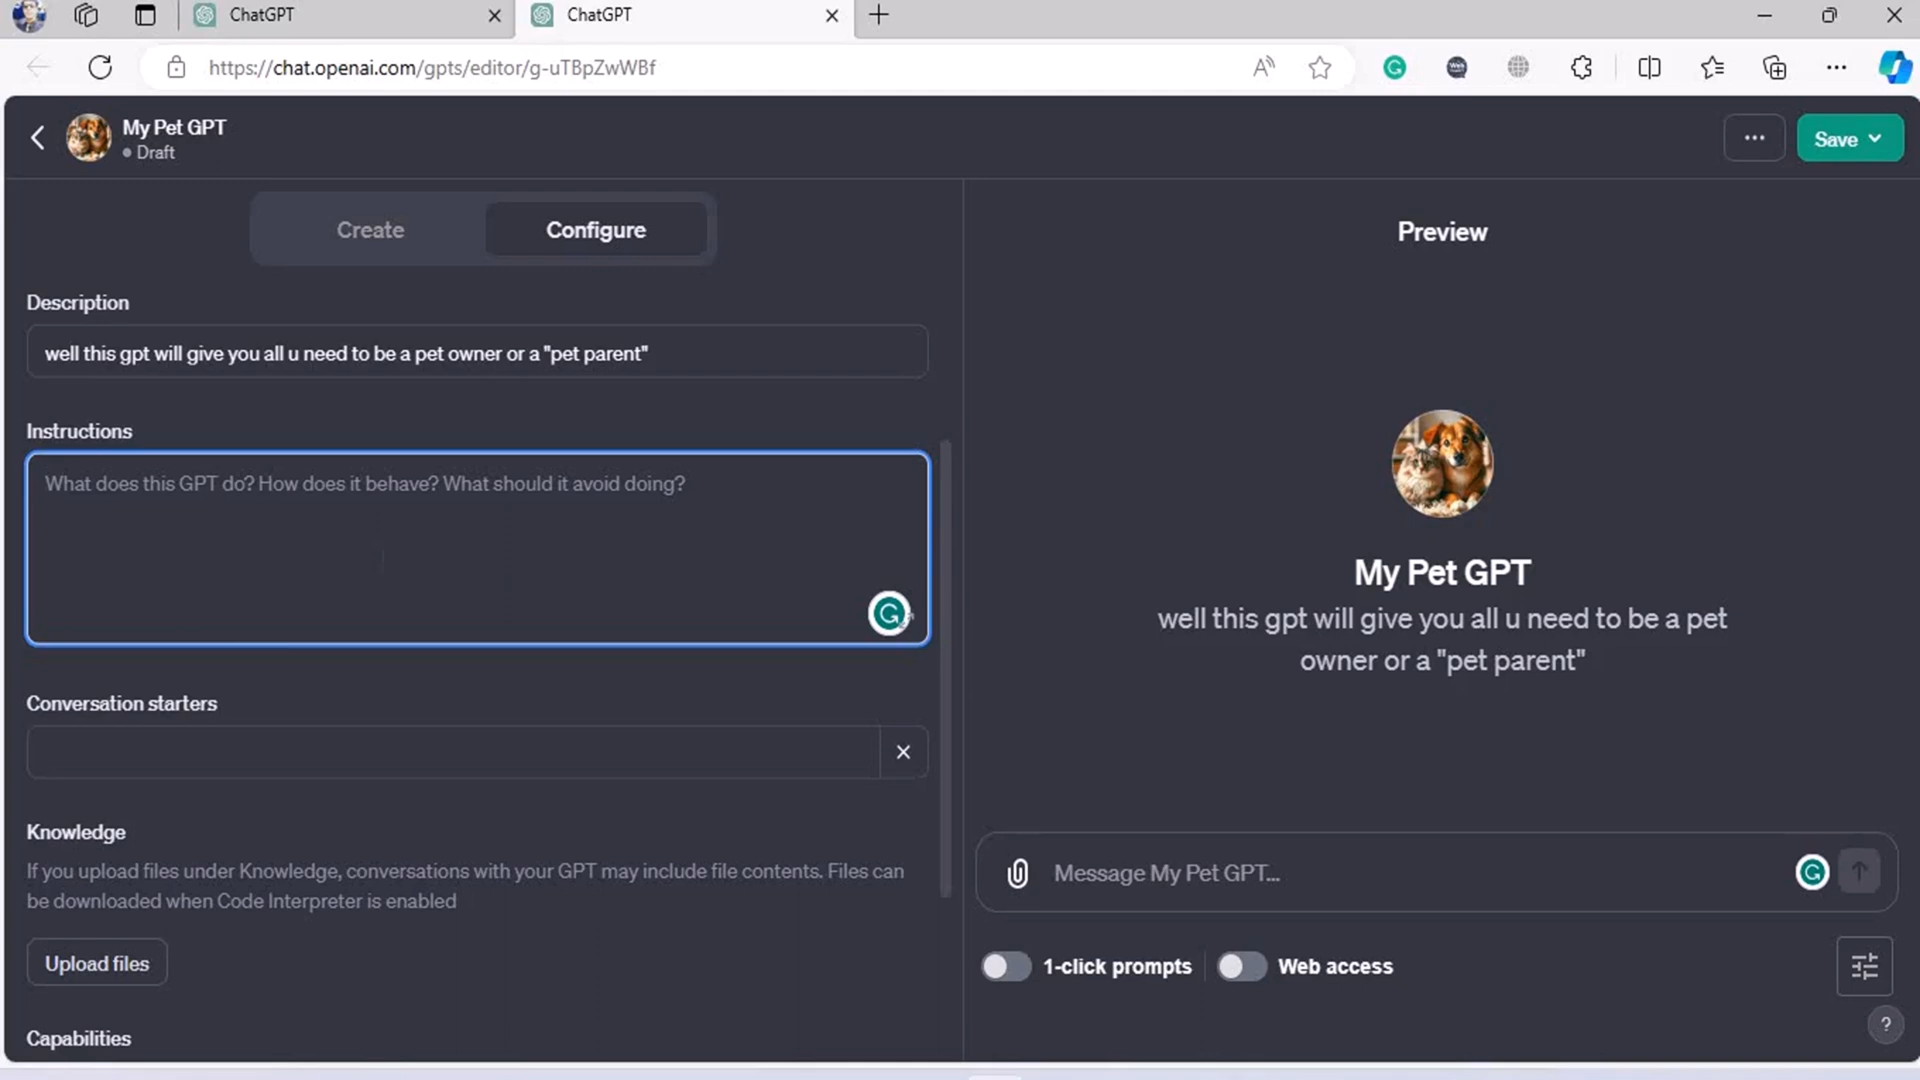 ChatGPT
ChatGPT
https://chat.openai.com/gpts/editor/g-uTBpZwWBf
My Pet GPT
Draft
Save
Create
Configure
Preview
Description
well this gpt will give you all u need to be a pet owner or a "pet parent"
Instructions
What does this GPT do? How does it behave? What should it avoid doing?
My Pet GPT
well this gpt will give you all u need to be a pet
owner or a "pet parent"
Conversation starters
Knowledge
If you upload files under Knowledge, conversations with your GPT may include file contents. Files can
be downloaded when Code Interpreter is enabled
Message My Pet GPT...
Upload files
1-click prompts
Web access
Capabilities
?